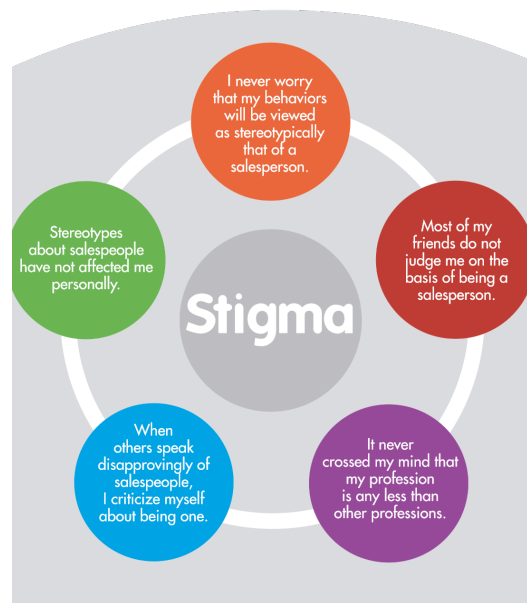 I never worry
that my behaviors
will be viewed
as stereotypically
that of a
salesperson.
Stereotypes
about salespeople
have not affected me
personally.
Most of my
friends do not
judge me on the
basis of being a
salesperson.
Stigma
When
others speak
disapprovingly of
salespeople,
I criticize myself
about being one.
It never
crossed my mind that
my profession
is any less than
other professions.